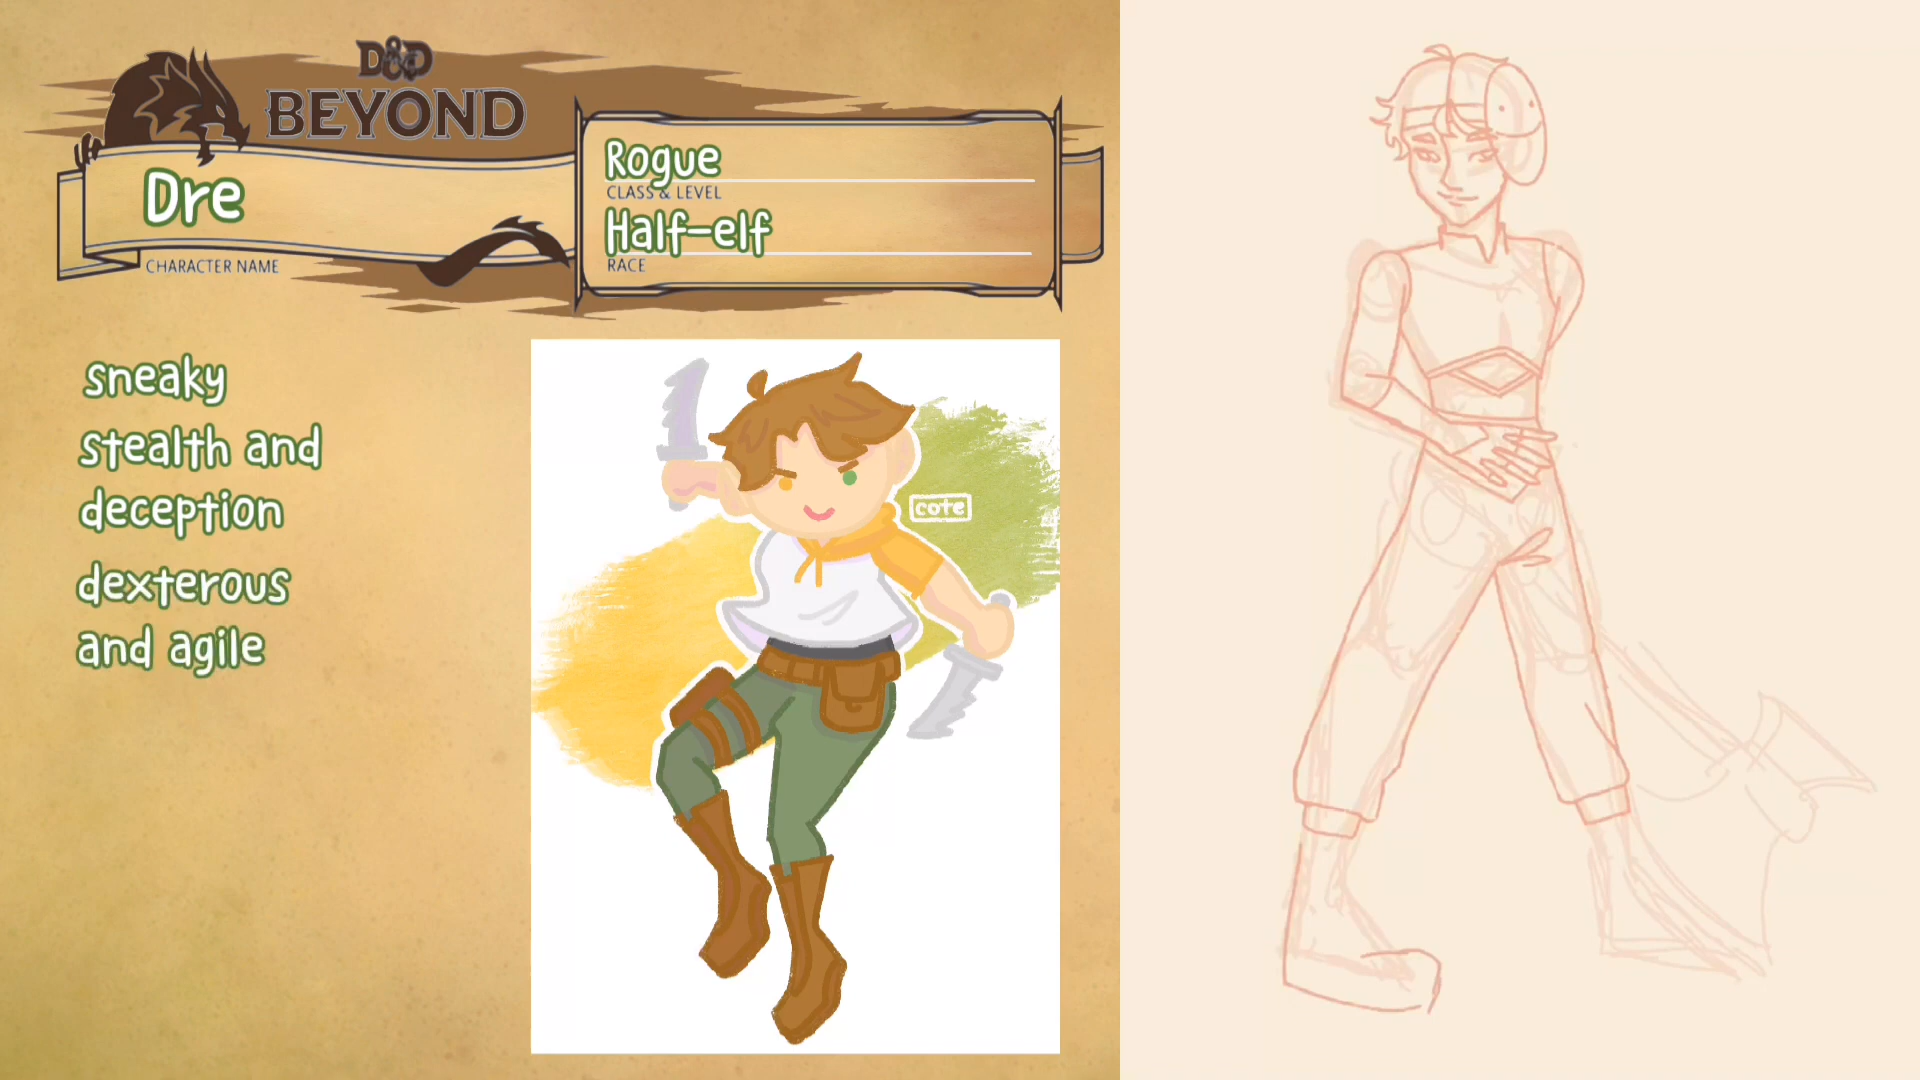 D&D
BEYOND
Dre
CHARACTER NAME
Rogue
CLASS & LEVEL
Half-elf
RACE
sneaky
stealth and
deception
dexterous
and agile
cote